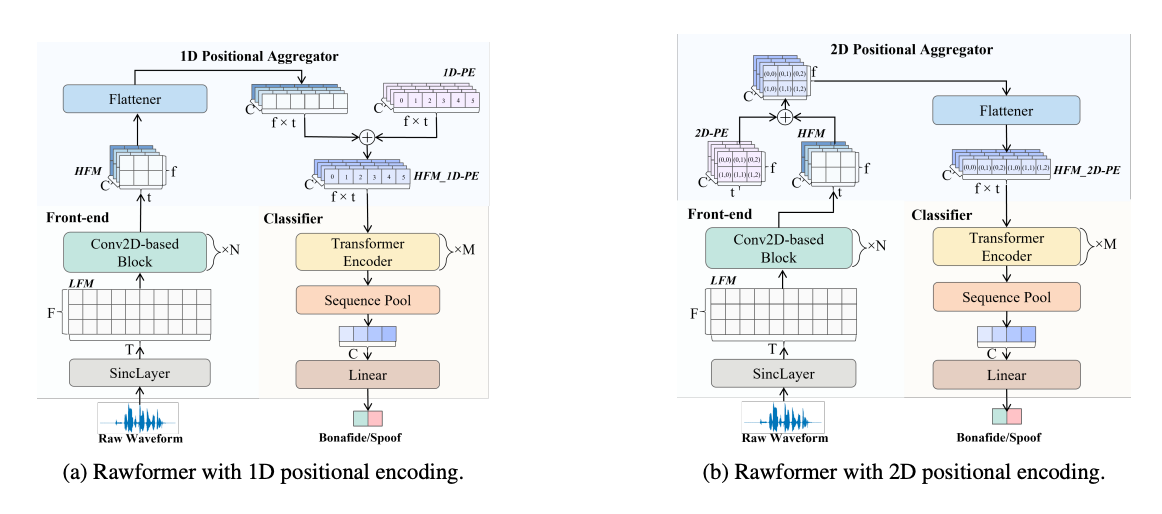 1D Positional Aggregator
Flattener
C
f × t
1D-PE
0 1 2 3 4 5
C
f × t
HFM
C
f
t
0 1 2 3 4 5
C
HFM_1D-PE
f × t
Front-end
Conv2D-based
Block
×N
LFM
F
T
SincLayer
Raw Waveform
Classifier
Transformer
Encoder
×M
Sequence Pool
C
Linear
Bonafide/Spoof
(a) Rawformer with 1D positional encoding.
2D Positional Aggregator
(0,0) (0,1) (0,2)
(1,0) (1,1) (1,2)
f
C
2D-PE
(0,0) (0,1) (0,2)
(1,0) (1,1) (1,2)
C
t
HFM
C
f
t
Flattener
(0,0) (0,1) (0,2) (1,0) (1,1) (1,2)
C
HFM_2D-PE
f × t
Front-end
Conv2D-based
Block
×N
LFM
F
T
SincLayer
Raw Waveform
Classifier
Transformer
Encoder
×M
Sequence Pool
C
Linear
Bonafide/Spoof
(b) Rawformer with 2D positional encoding.